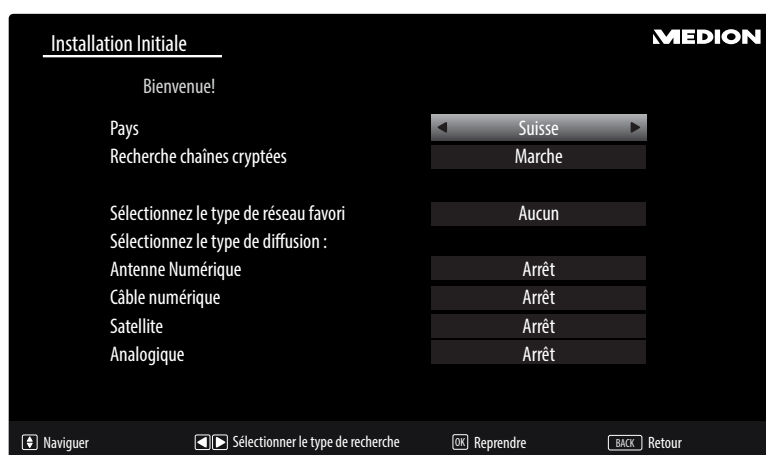 Installation Initiale
MEDION
Bienvenue!
Pays Suisse
Recherche chaînes cryptées Marche
Sélectionnez le type de réseau favori Aucun
Sélectionnez le type de diffusion :
Antenne Numérique Arrêt
Câble numérique Arrêt
Satellite Arrêt
Analogique Arrêt
Naviguer Sélectionner le type de recherche OK Reprendre BACK Retour